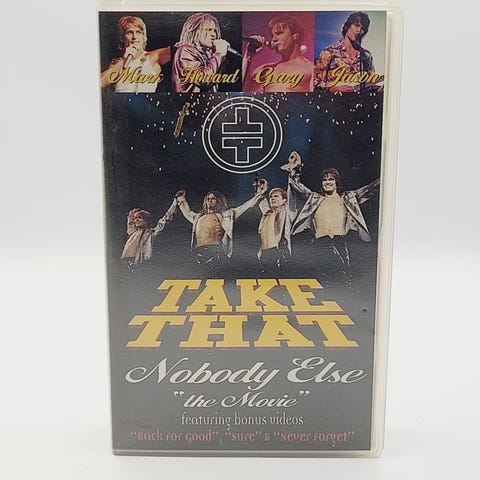 Mark Howard Gary Jason
TAKE
THAT
Nobody Else
"the Movie"
featuring bonus videos
"Back for Good", "Sure" & "Never Forget"